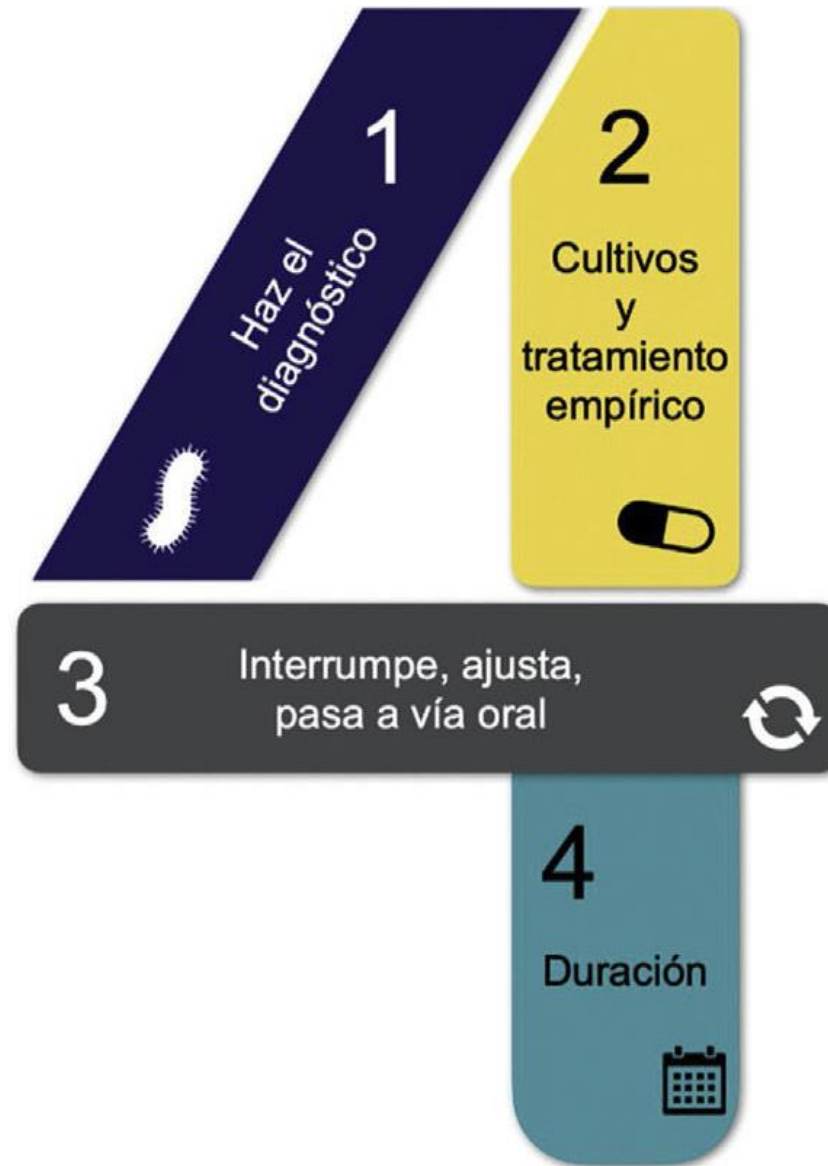 1
Haz el
diagnóstico
2
Cultivos
y
tratamiento
empírico
3
Interrumpe, ajusta,
pasa a vía oral
4
Duración